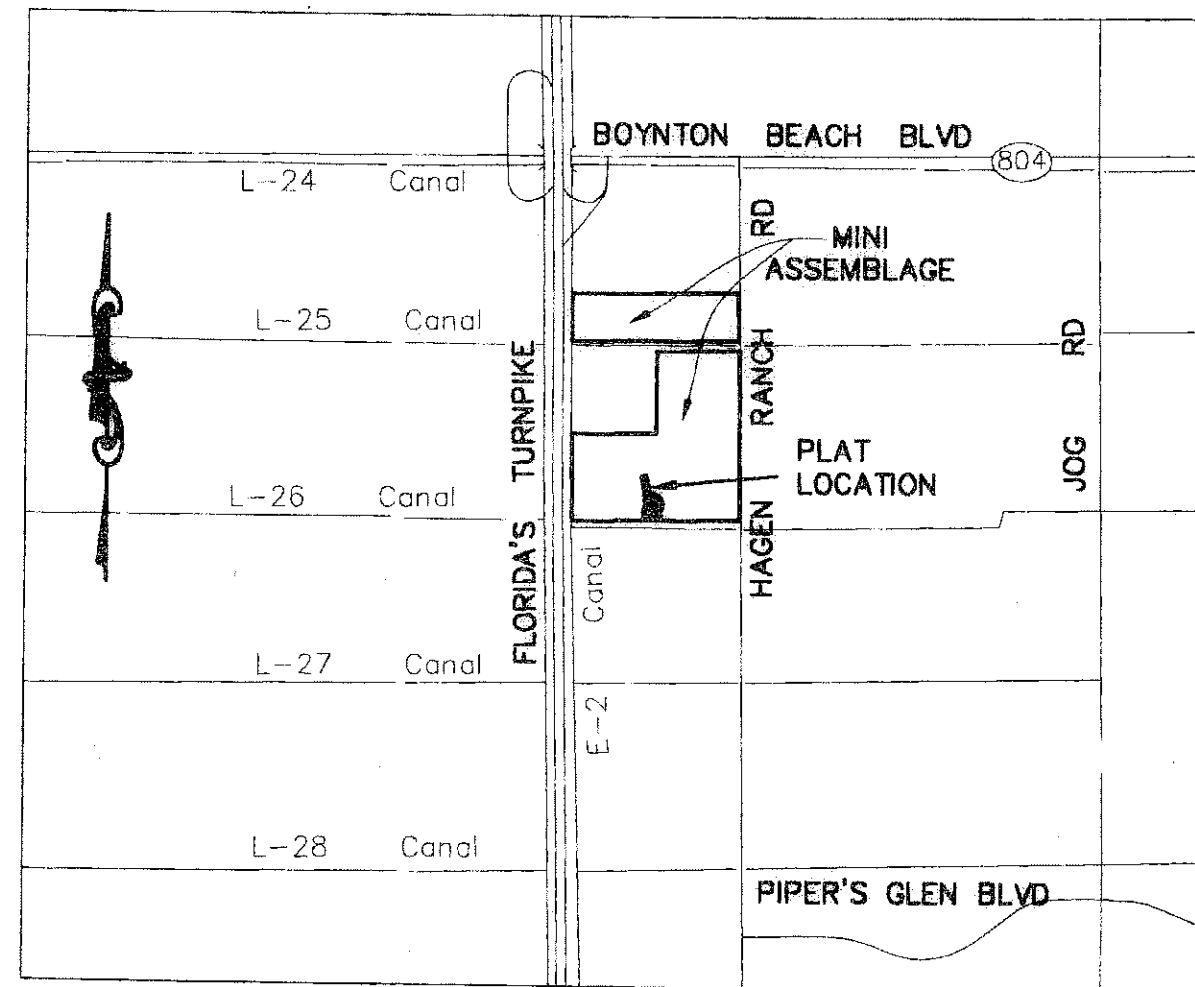 BOYNTON BEACH BLVD
804
L-24 Canal
RD
MINI
ASSEMBLAGE
L-25 Canal
FLORIDA'S TURNPIKE
HAGEN RANCH
JOG RD
PLAT
LOCATION
L-26 Canal
E-2 Canal
L-27 Canal
L-28 Canal
PIPER'S GLEN BLVD